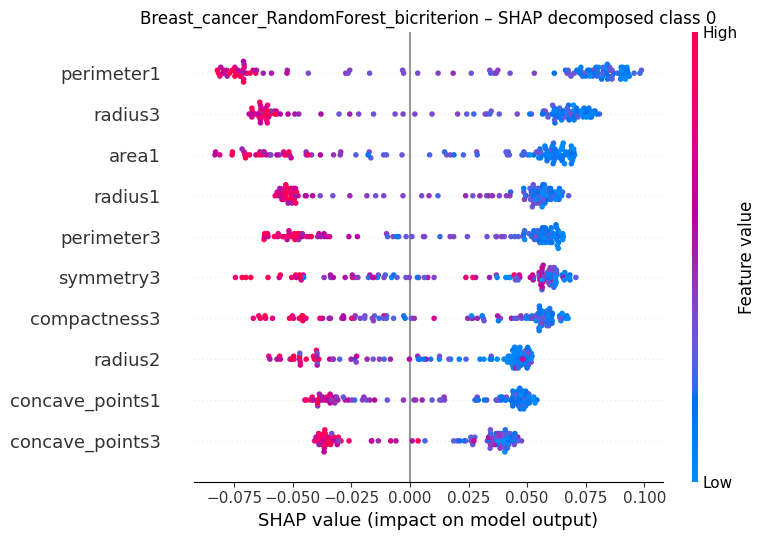 Breast_cancer_RandomForest_bicriterion – SHAP decomposed class 0
High
perimeter1
radius3
area1
radius1
perimeter3
symmetry3
compactness3
radius2
concave_points1
concave_points3
Feature value
Low
−0.075 −0.050 −0.025 0.000 0.025 0.050 0.075 0.100
SHAP value (impact on model output)